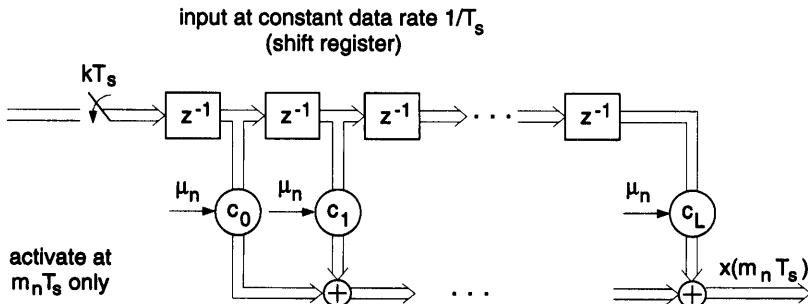 input at constant data rate 1/Tₛ
(shift register)
kTₛ
z⁻¹
z⁻¹
z⁻¹
. . .
z⁻¹
μₙ
c₀
μₙ
c₁
μₙ
c_L
activate at
mₙTₛ only
+
. . .
+
x(mₙTₛ)